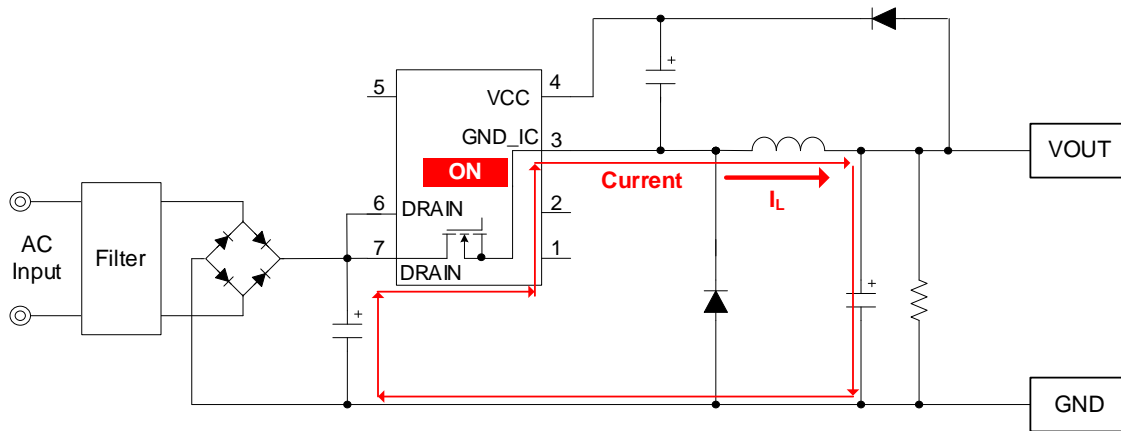 5
4
VCC
GND_IC
3
ON
6
DRAIN
2
7
DRAIN
1
AC
Input
Filter
+
+
+
Current
IL
VOUT
GND